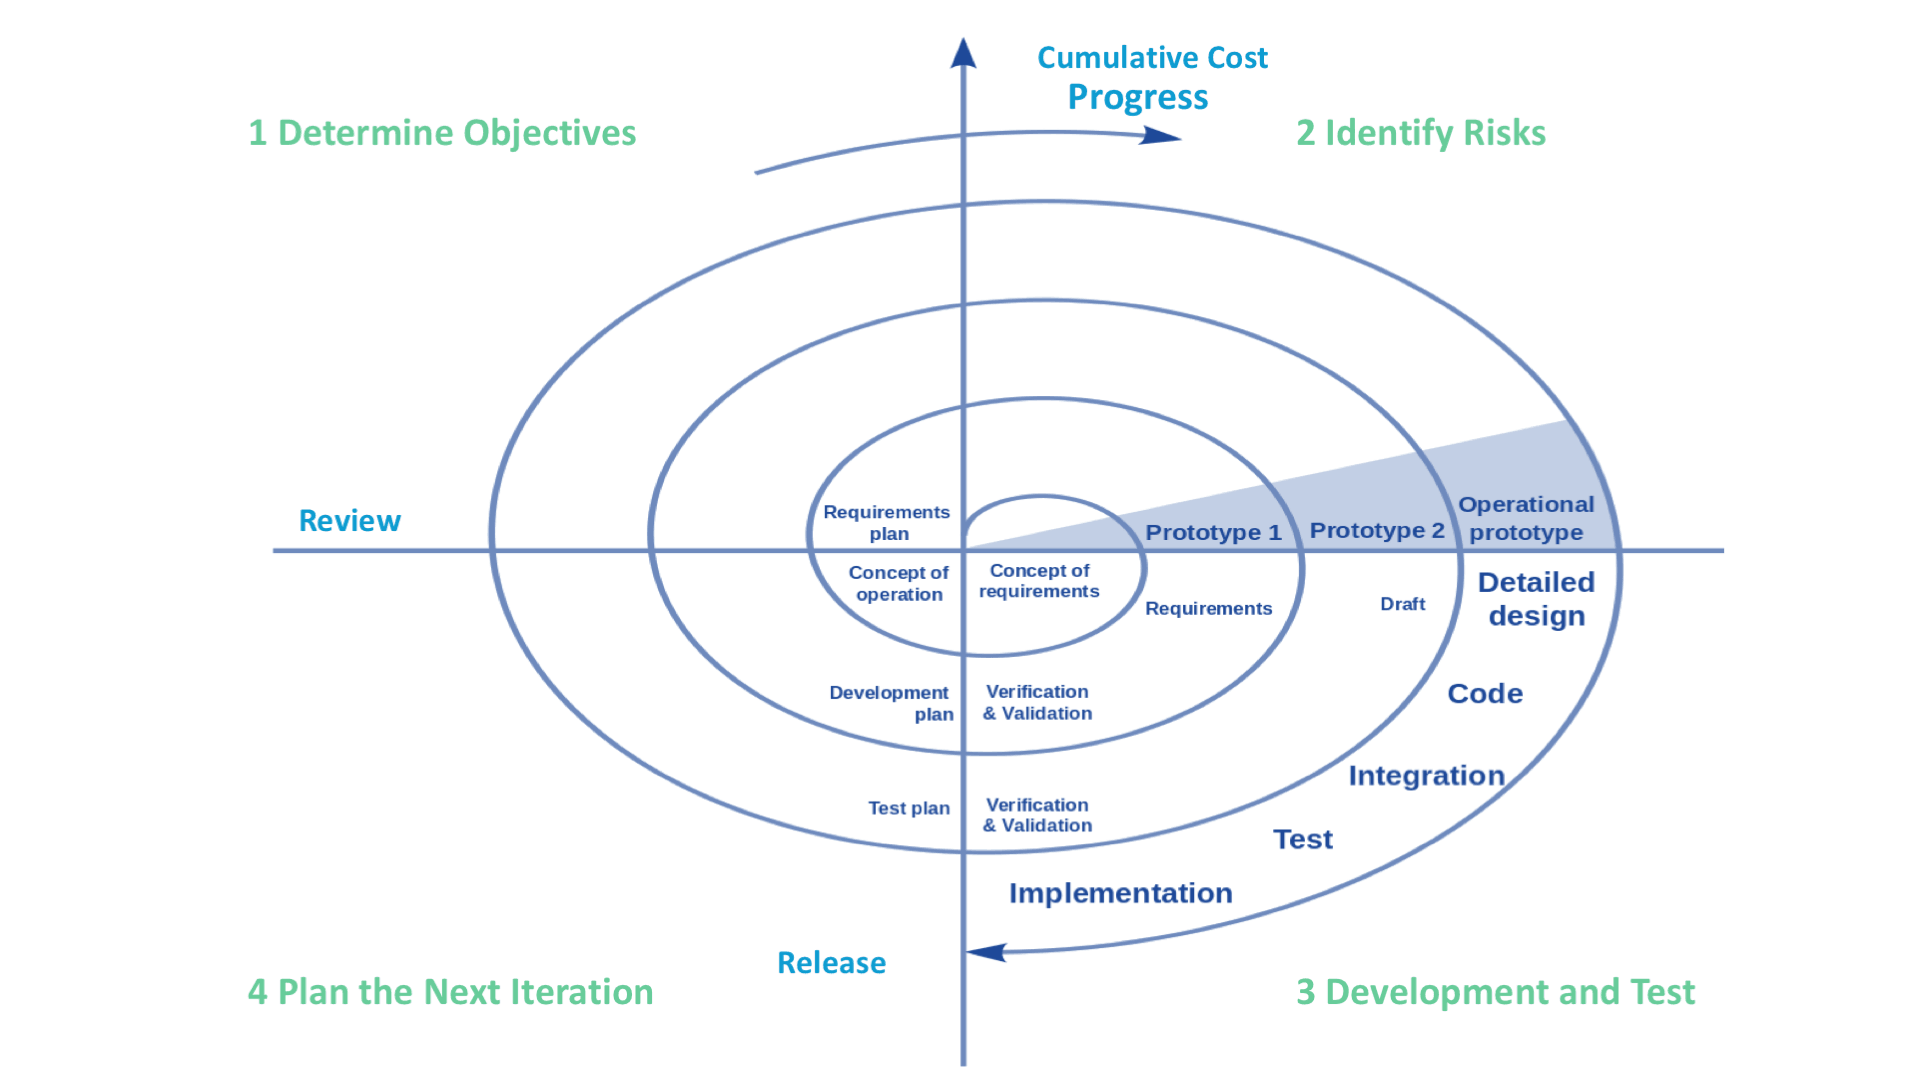 Cumulative Cost
Progress
1 Determine Objectives
2 Identify Risks
Review
Requirements
plan
Prototype 1
Prototype 2
Operational
prototype
Concept of
operation
Concept of
requirements
Requirements
Draft
Detailed
design
Code
Development
plan
Verification
& Validation
Integration
Test plan
Verification
& Validation
Test
Implementation
Release
4 Plan the Next Iteration
3 Development and Test